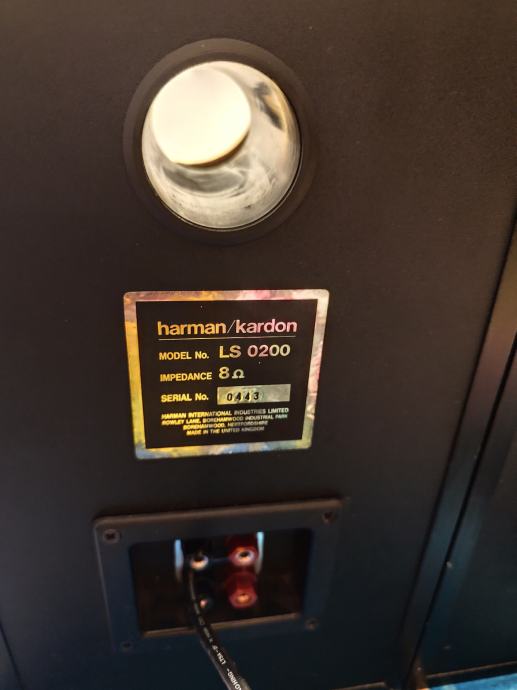 harman/kardon
MODEL No. LS 0200
IMPEDANCE 8Ω
SERIAL No. 0443
HARMAN INTERNATIONAL INDUSTRIES LIMITED
ROWLEY LANE, BOREHAMWOOD INDUSTRIAL PARK
BOREHAMWOOD, HERTFORDSHIRE
MADE IN THE UNITED KINGDOM